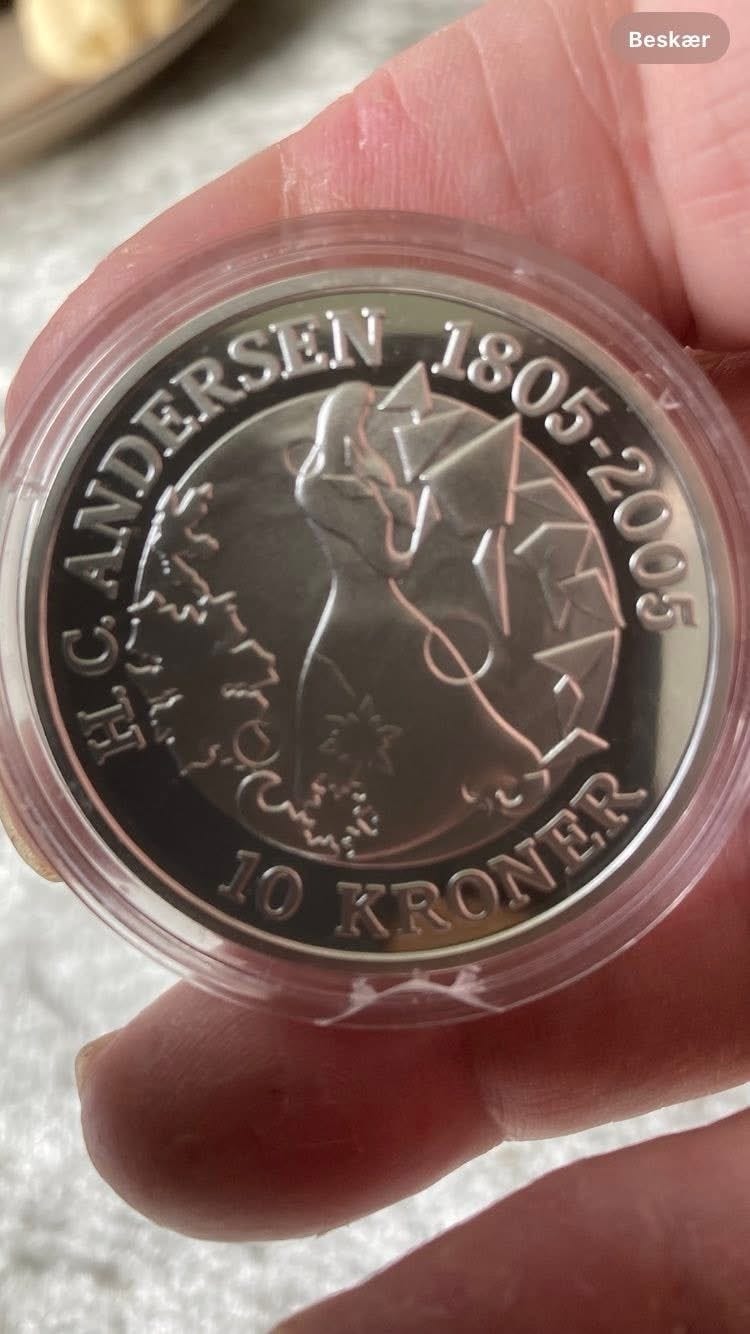 Beskær
H. C. ANDERSEN 1805-2005
10 KRONER